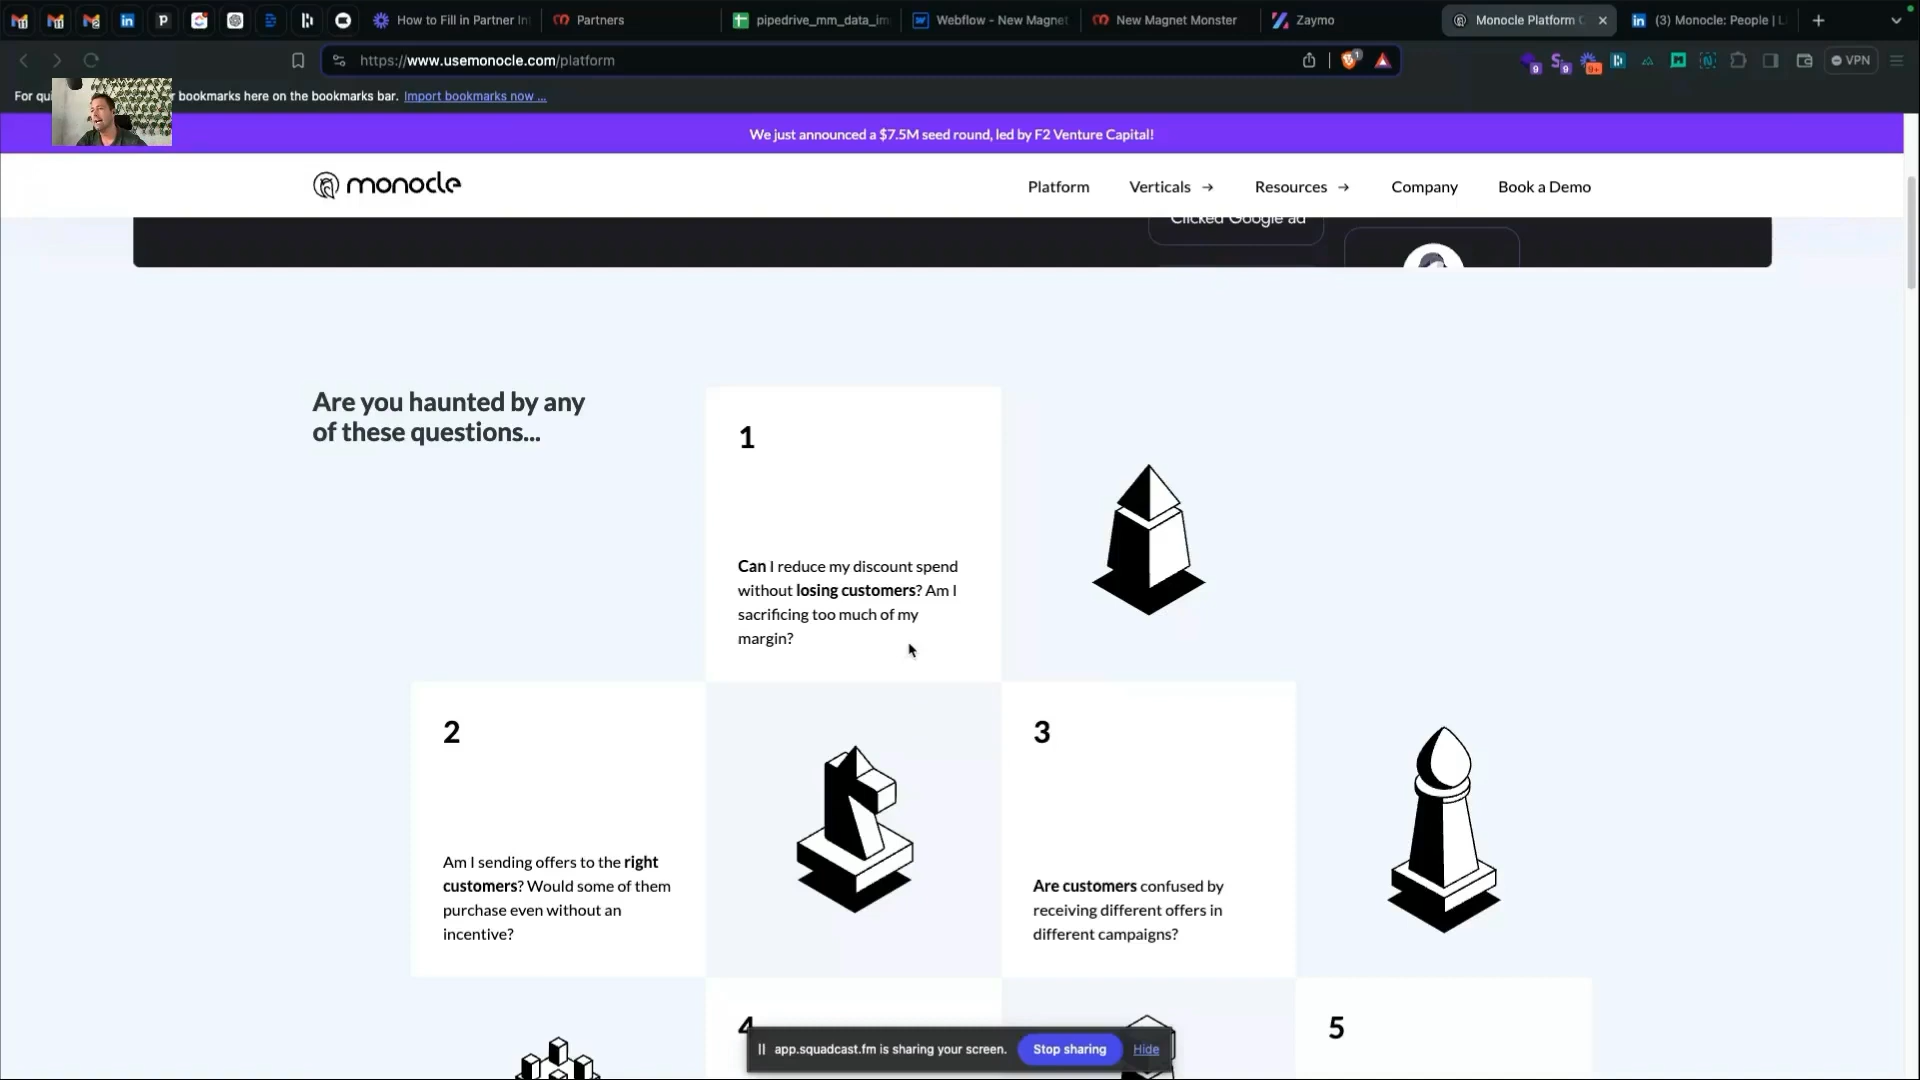 How to Fill in Partner In
Partners
pipedrive_mm_data_im
Webflow - New Magnet
New Magnet Monster
Zaymo
Monocle Platform
(3) Monocle: People | L
https://www.usemonocle.com/platform
VPN
For qui
r bookmarks here on the bookmarks bar. Import bookmarks now ...
We just announced a $7.5M seed round, led by F2 Venture Capital!
monocle
Platform
Verticals →
Resources →
Company
Book a Demo
Clicked Google ad
Are you haunted by any
of these questions...
1
Can I reduce my discount spend
without losing customers? Am I
sacrificing too much of my
margin?
2
Am I sending offers to the right
customers? Would some of them
purchase even without an
incentive?
3
Are customers confused by
receiving different offers in
different campaigns?
4
5
app.squadcast.fm is sharing your screen.
Stop sharing
Hide